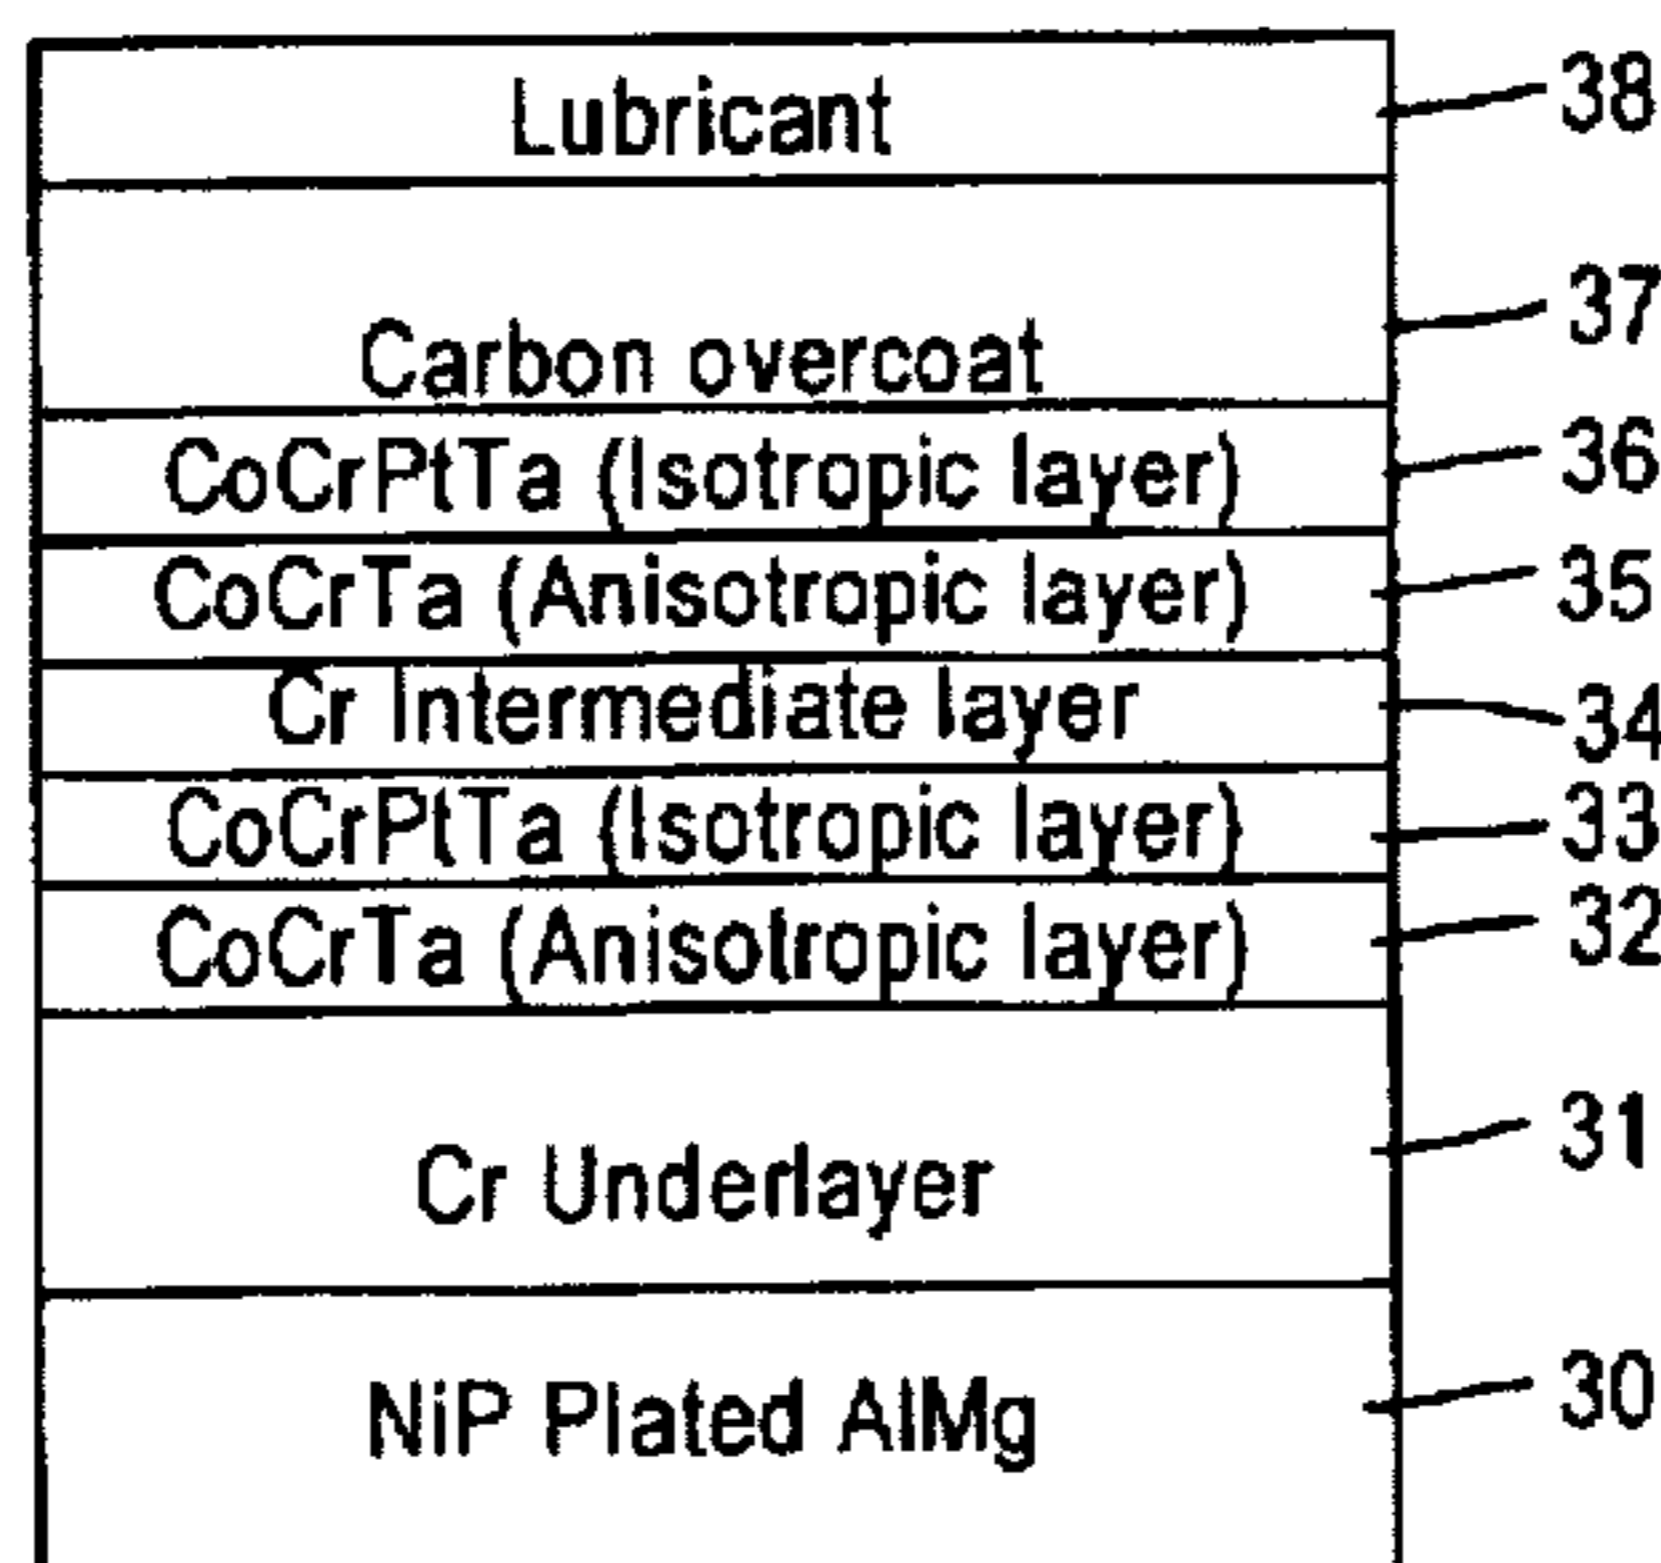 Lubricant 38
Carbon overcoat 37
CoCrPtTa (Isotropic layer) 36
CoCrTa (Anisotropic layer) 35
Cr Intermediate layer 34
CoCrPtTa (Isotropic layer) 33
CoCrTa (Anisotropic layer) 32
Cr Underlayer 31
NiP Plated AlMg 30